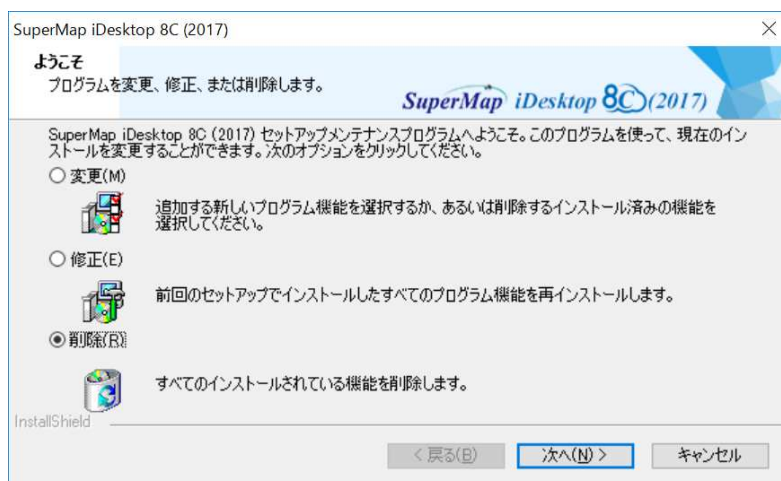 SuperMap iDesktop 8C (2017)
ようこそ
プログラムを変更、修正、または削除します。
SuperMap iDesktop 8C (2017)
SuperMap iDesktop 8C (2017) セットアップメンテナンスプログラムへようこそ。このプログラムを使って、現在のイン
ストールを変更することができます。次のオプションをクリックしてください。
変更(M)
追加する新しいプログラム機能を選択するか、あるいは削除するインストール済みの機能を
選択してください。
修正(E)
前回のセットアップでインストールしたすべてのプログラム機能を再インストールします。
削除(R)
すべてのインストールされている機能を削除します。
InstallShield
< 戻る(B) 次へ(N) > キャンセル